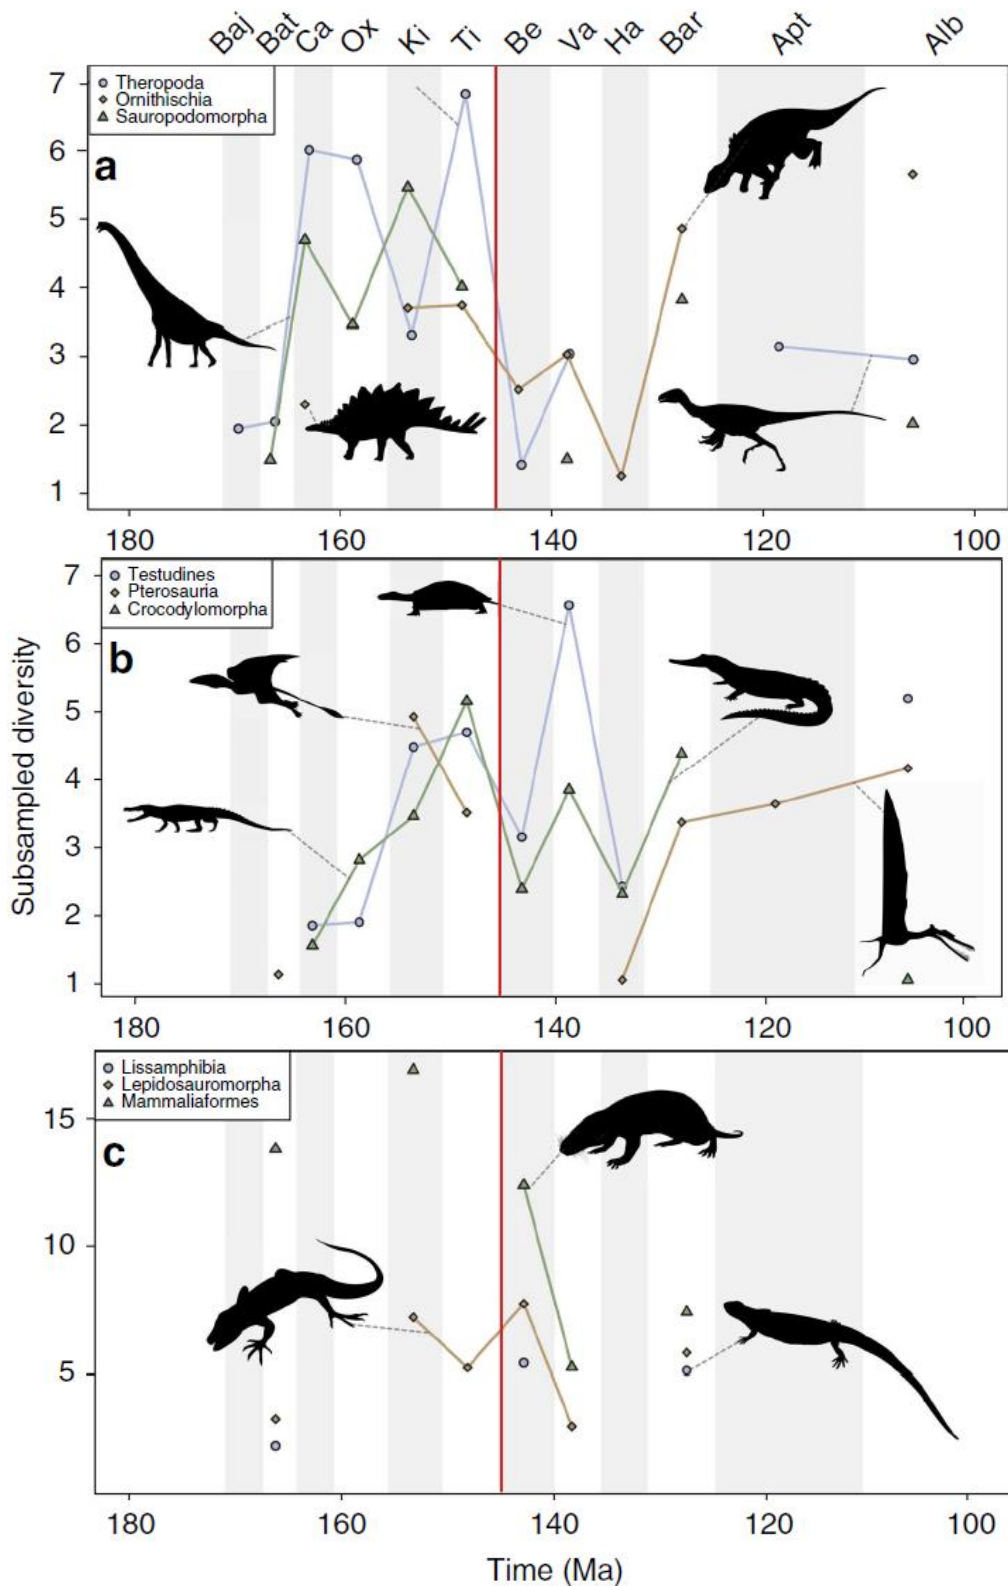 Baj Bat Ca Ox Ki Ti Be Va Ha Bar Apt Alb
Theropoda
Ornithischia
Sauropodomorpha
a
7
6
5
4
3
2
1
180 160 140 120 100
Testudines
Pterosauria
Crocodylomorpha
b
7
6
5
4
3
2
1
Subsampled diversity
180 160 140 120 100
Lissamphibia
Lepidosauromorpha
Mammaliaformes
c
15
10
5
180 160 140 120 100
Time (Ma)